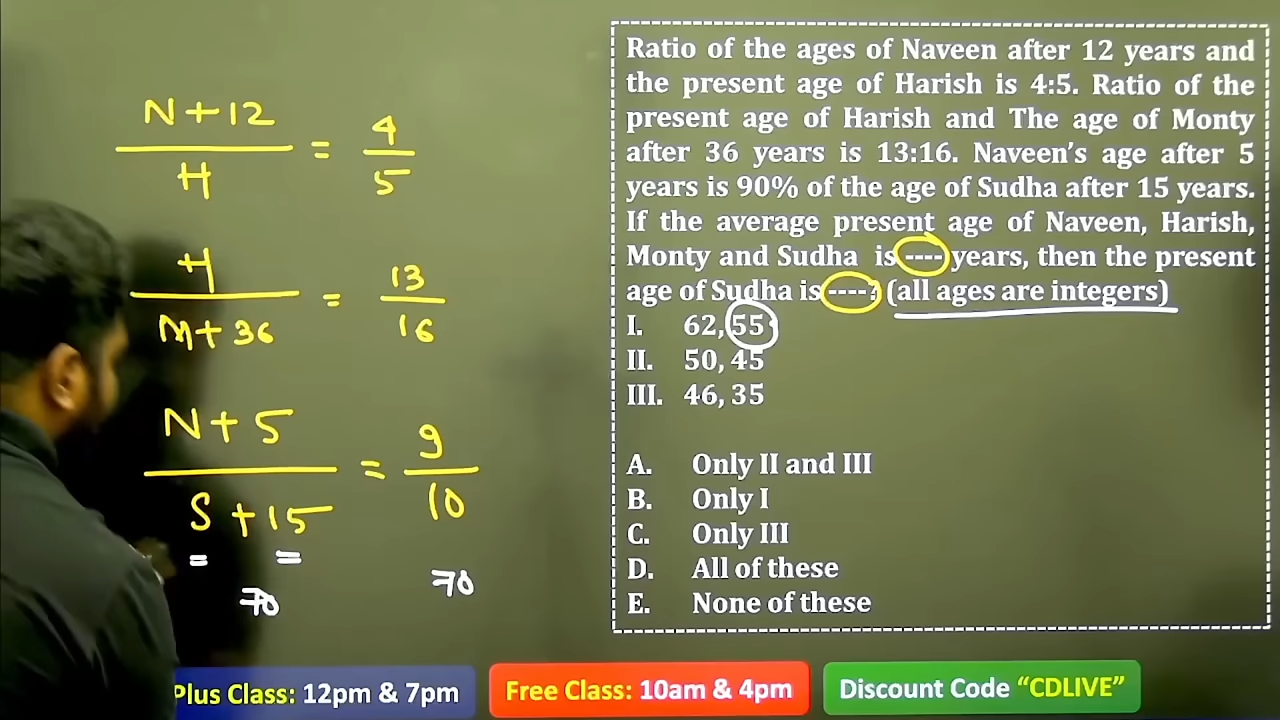 N+12
H
=
4
5
H
M+36
=
13
16
N+5
S+15
=
9
10
70
70
Ratio of the ages of Naveen after 12 years and
the present age of Harish is 4:5. Ratio of the
present age of Harish and The age of Monty
after 36 years is 13:16. Naveen's age after 5
years is 90% of the age of Sudha after 15 years.
If the average present age of Naveen, Harish,
Monty and Sudha is ---- years, then the present
age of Sudha is ----? (all ages are integers)
I. 62, 55
II. 50, 45
III. 46, 35
A. Only II and III
B. Only I
C. Only III
D. All of these
E. None of these
Plus Class: 12pm & 7pm
Free Class: 10am & 4pm
Discount Code “CDLIVE”